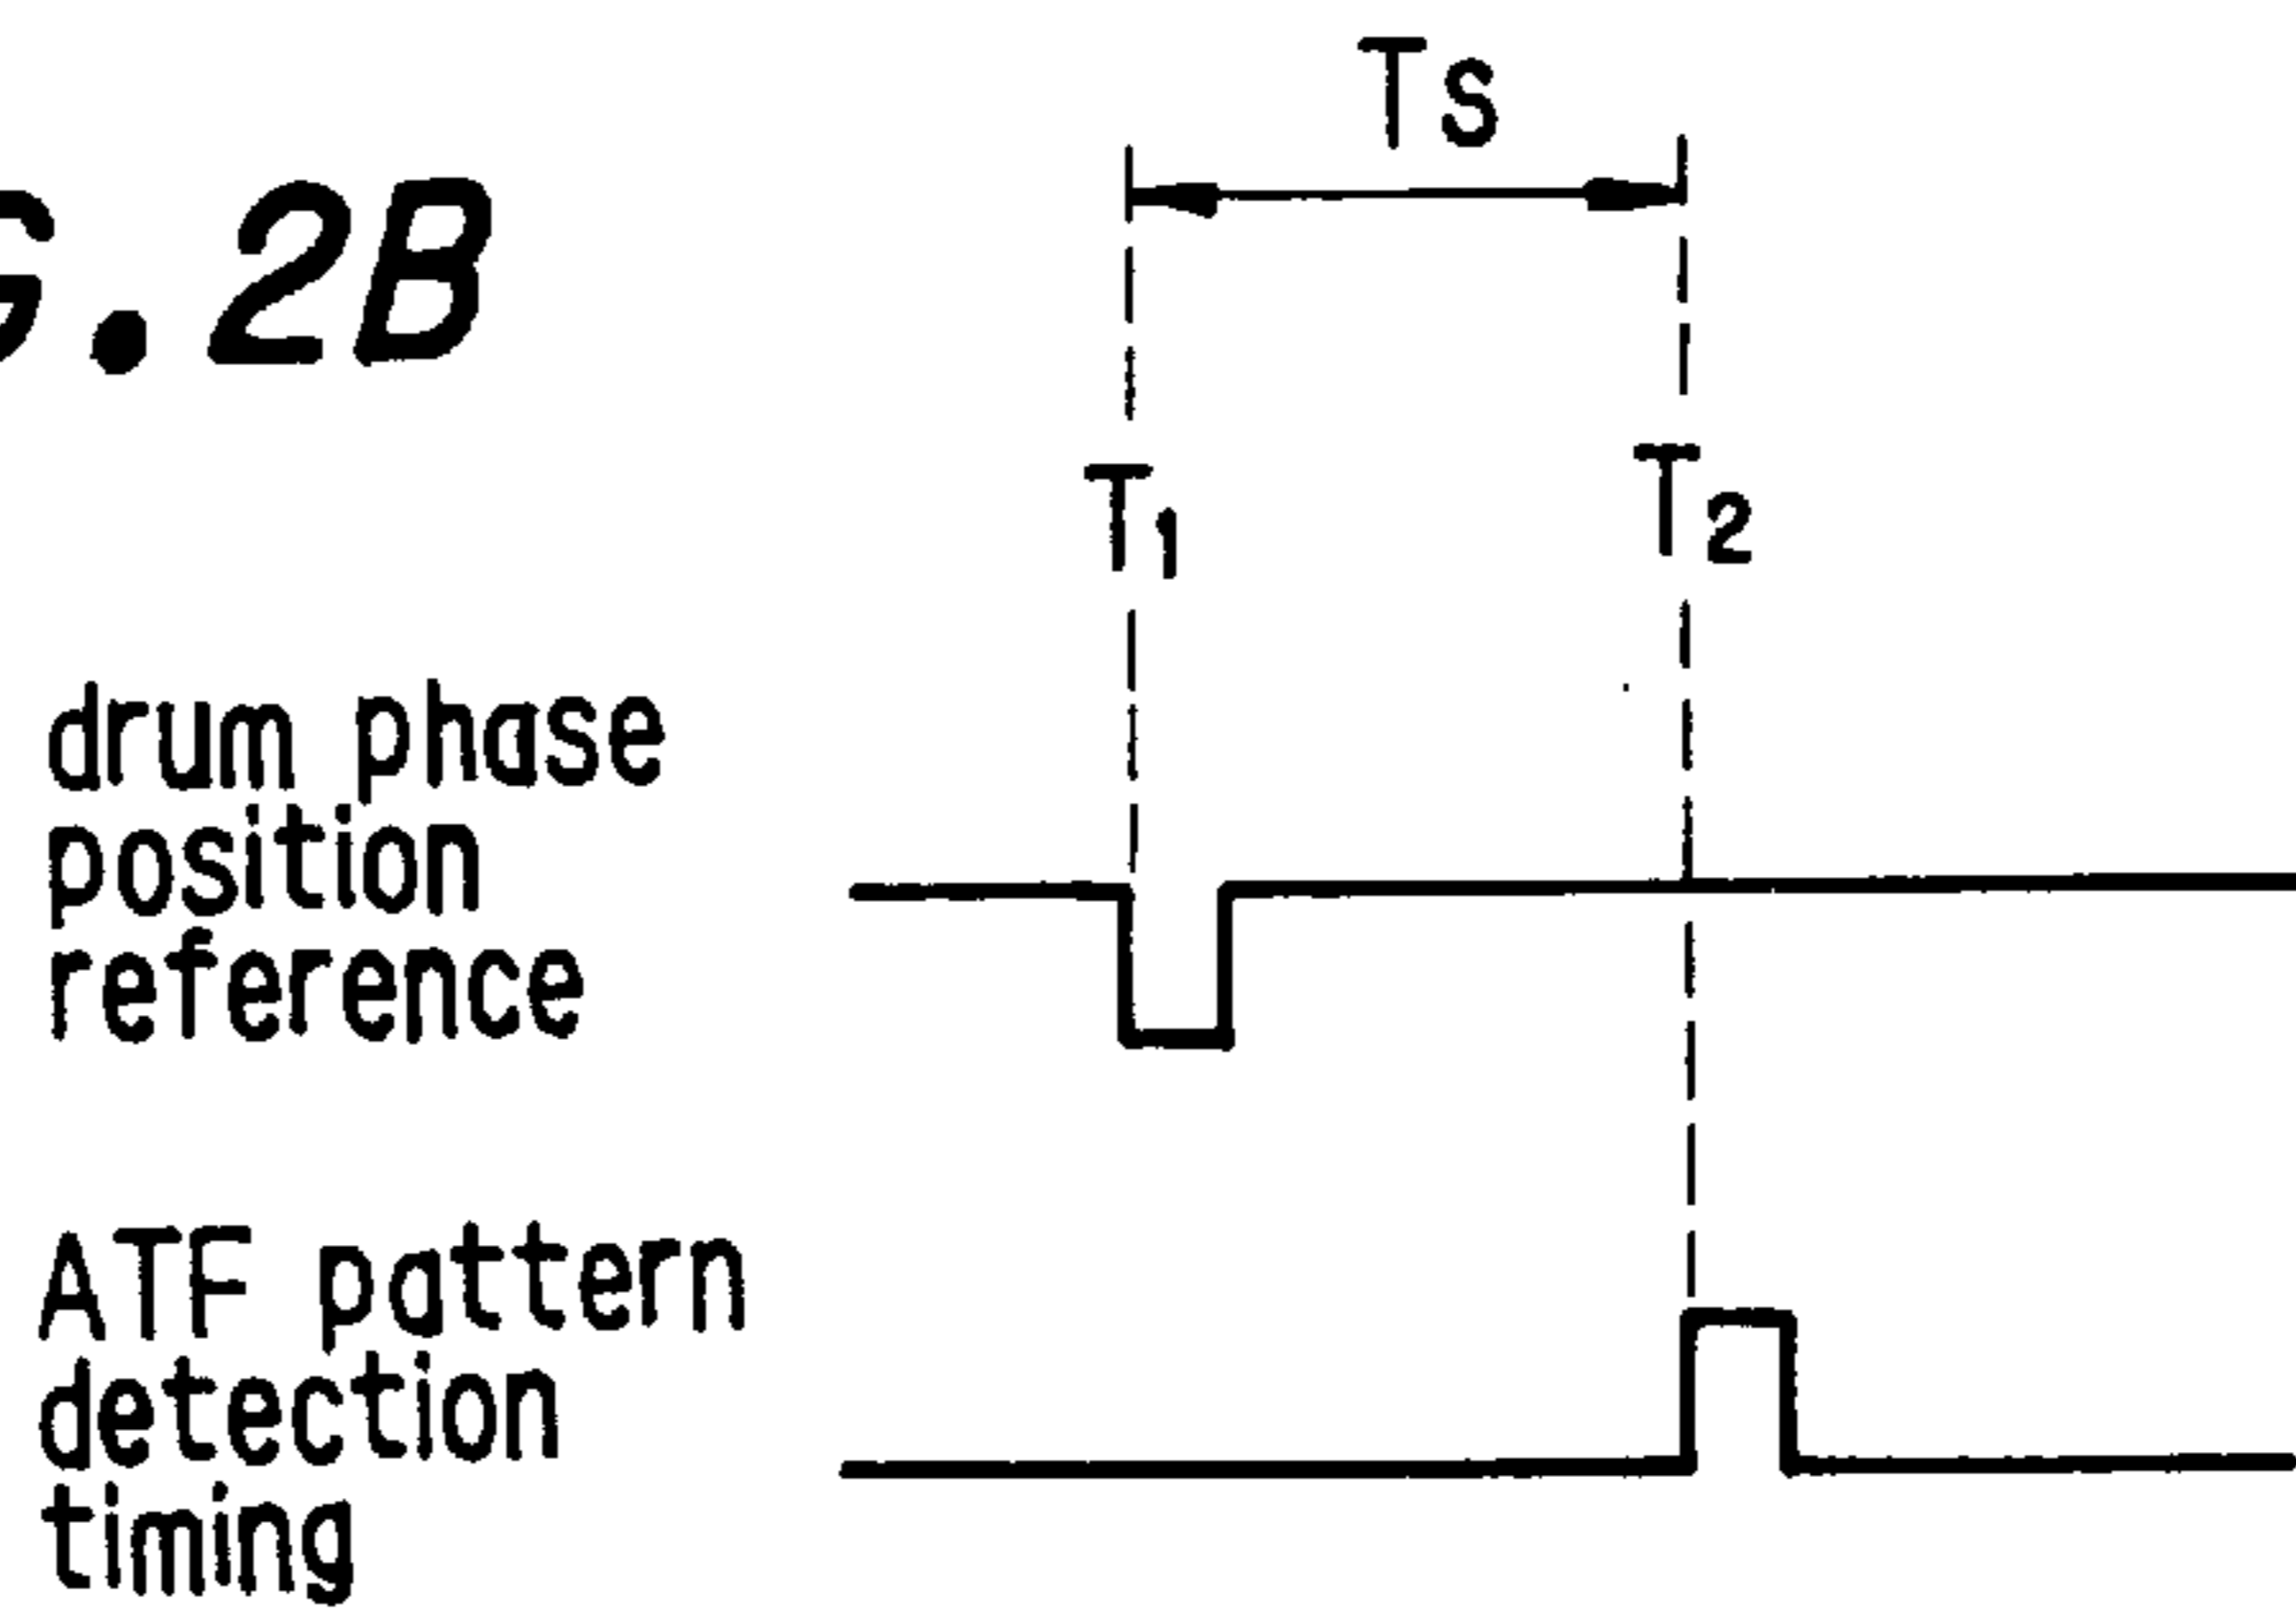 G.2B
Ts
T1
T2
drum phase
position
reference
ATF pattern
detection
timing